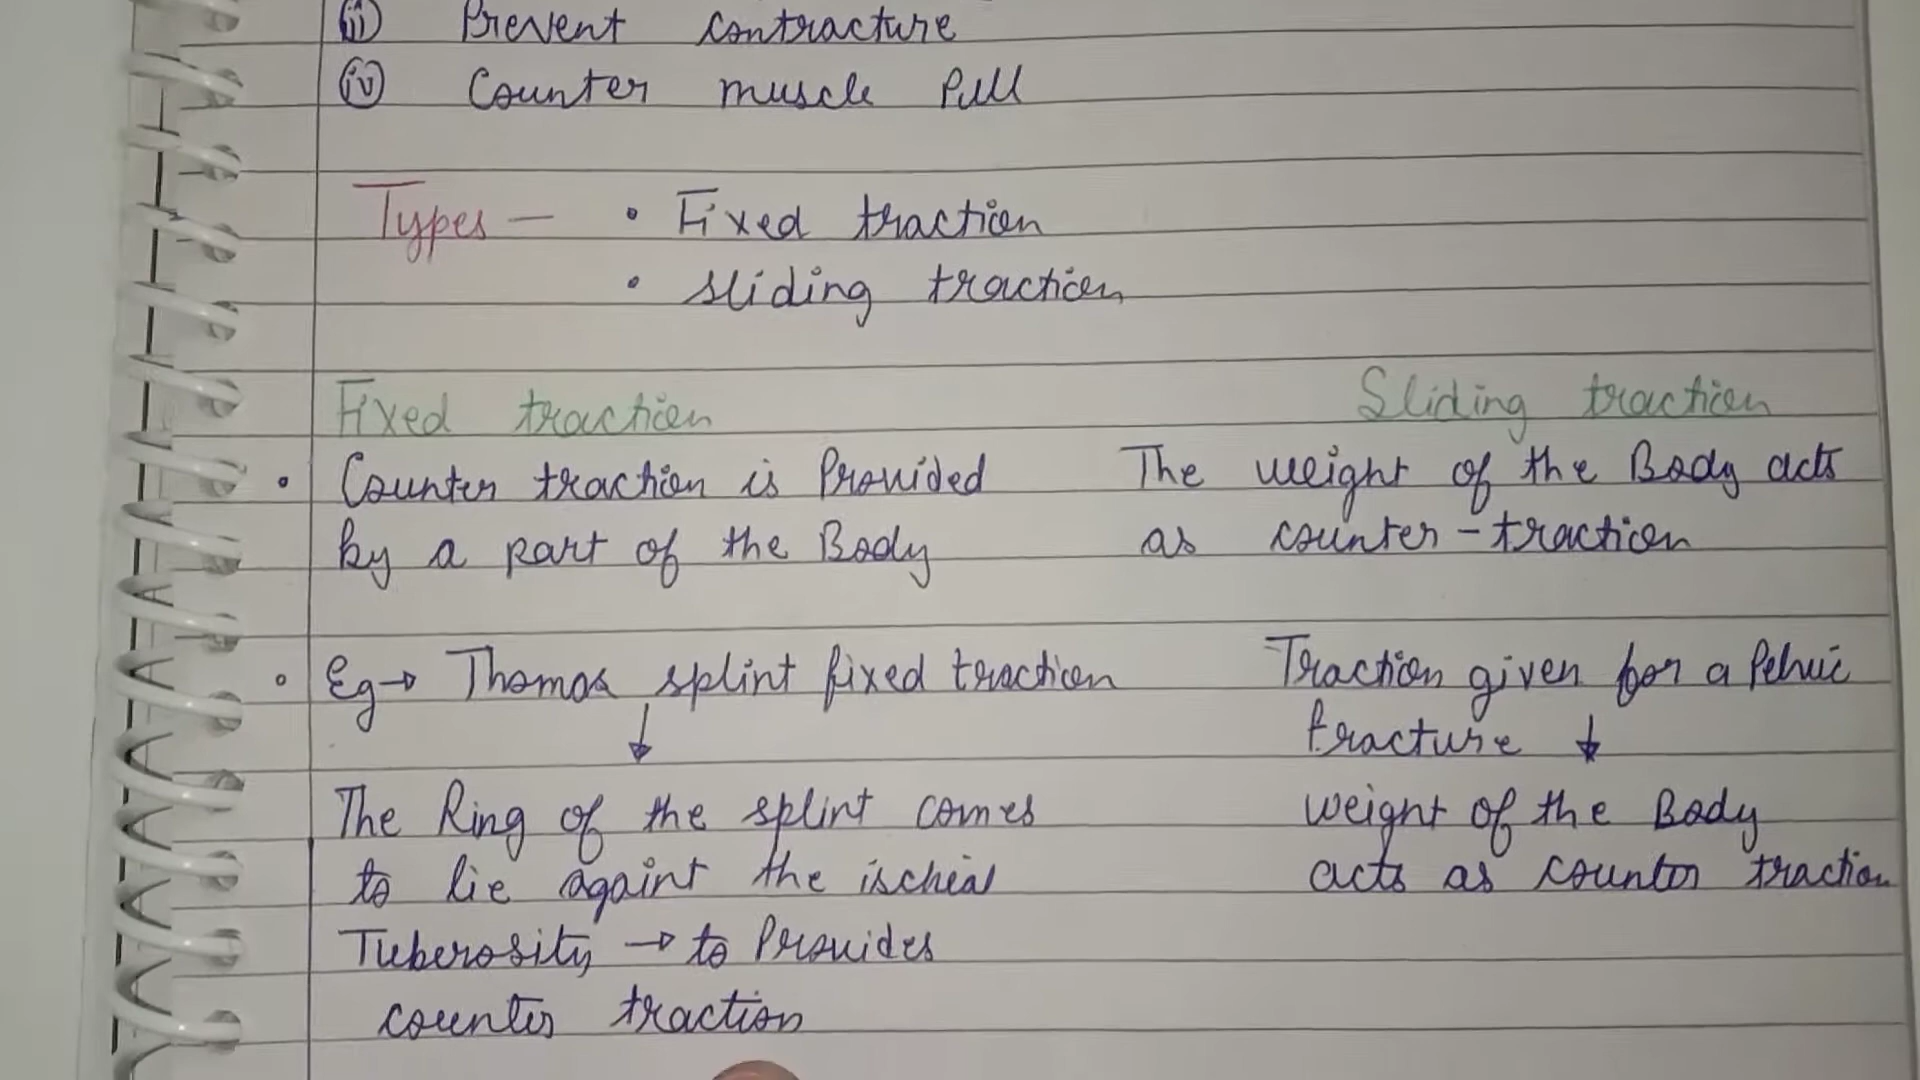 (iii) Prevent contracture
(iv) Counter muscle Pull
Types — • Fixed traction
• sliding traction
Fixed traction
• Counter traction is Provided
by a part of the Body
• Eg → Thomas splint fixed traction
↓
The Ring of the splint comes
to lie againt the ischial
Tuberosity → to Provides
counter traction
Sliding traction
The weight of the Body acts
as counter - traction
Traction given for a Pelvic
fracture ↓
weight of the Body
acts as counter traction